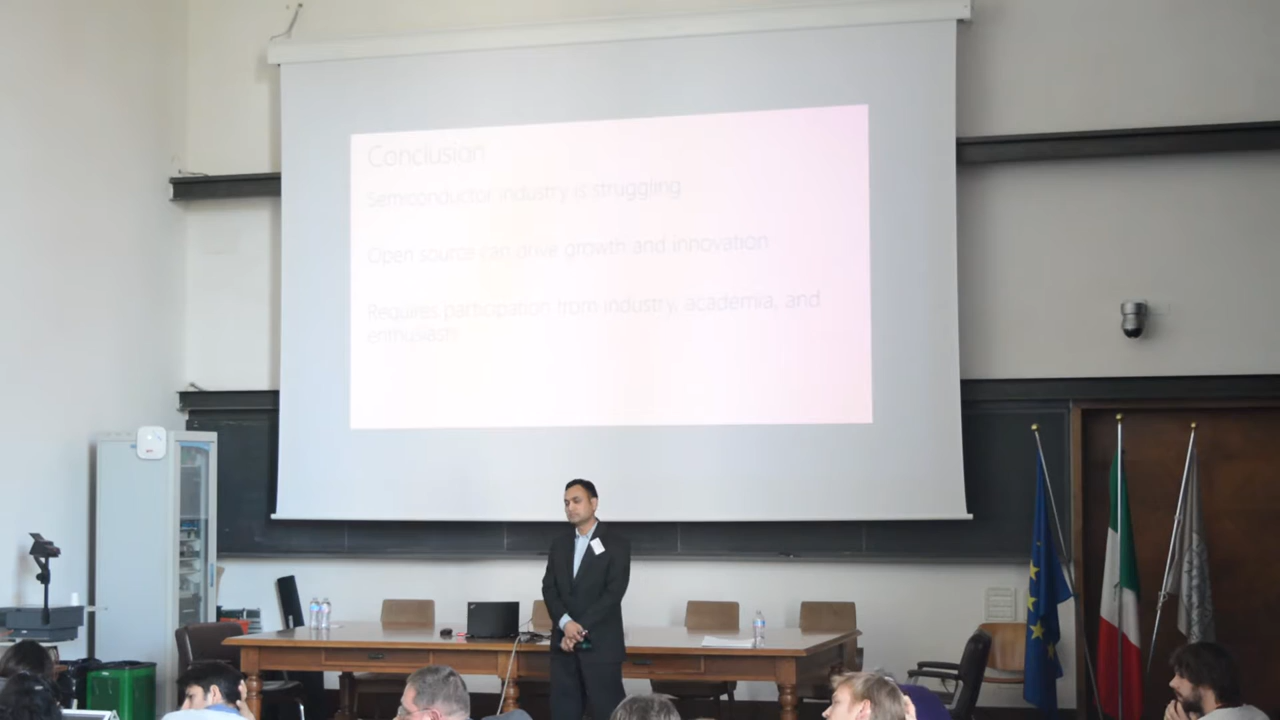 Conclusion
Semiconductor industry is struggling
Open source can drive growth and innovation
Requires participation from industry, academia, and
enthusiasts